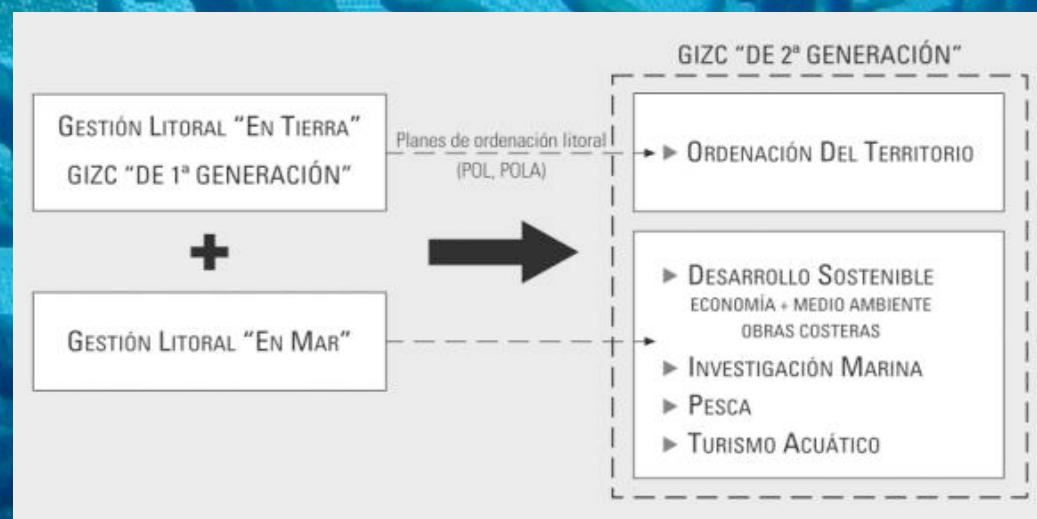 GIZC "DE 2ª GENERACIÓN"
GESTIÓN LITORAL "EN TIERRA"
GIZC "DE 1ª GENERACIÓN"
Planes de ordenación litoral
(POL, POLA)
ORDENACIÓN DEL TERRITORIO
+
GESTIÓN LITORAL "EN MAR"
DESARROLLO SOSTENIBLE
ECONOMÍA + MEDIO AMBIENTE
OBRAS COSTERAS
INVESTIGACIÓN MARINA
PESCA
TURISMO ACUÁTICO